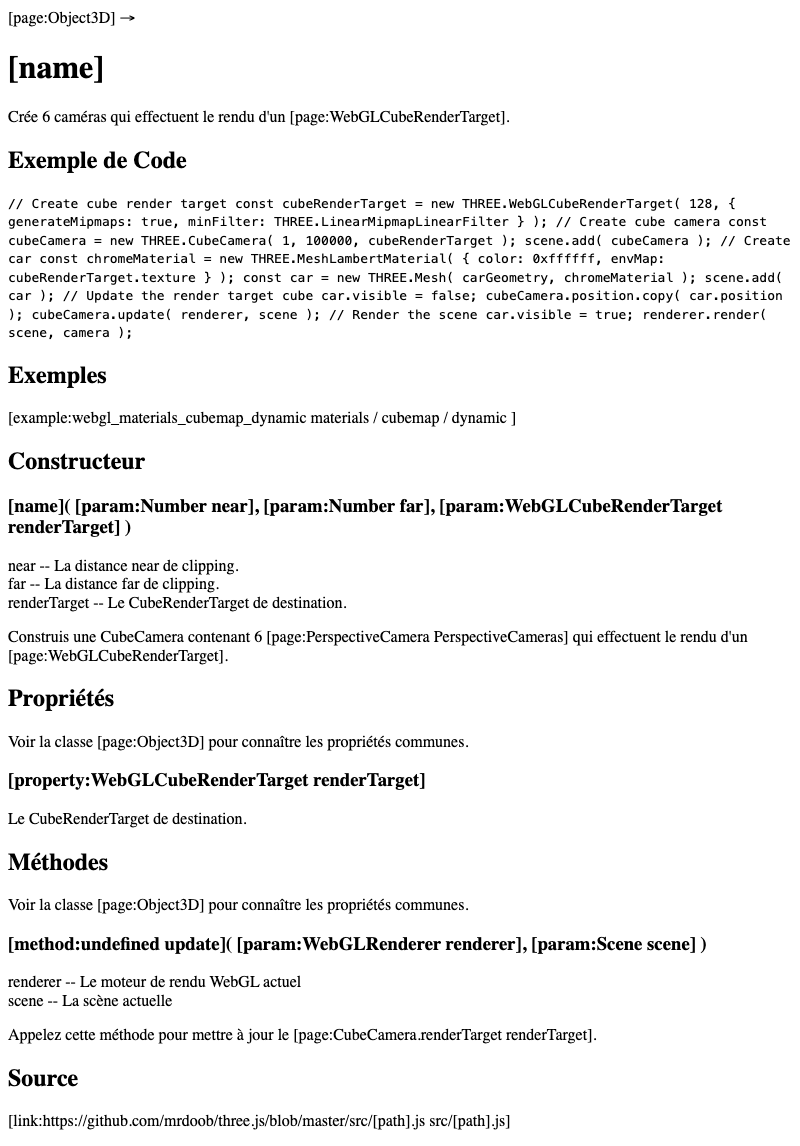 [page:Object3D] →
[name]
Crée 6 caméras qui effectuent le rendu d'un [page:WebGLCubeRenderTarget].
Exemple de Code
// Create cube render target const cubeRenderTarget = new THREE.WebGLCubeRenderTarget( 128, {
generateMipmaps: true, minFilter: THREE.LinearMipmapLinearFilter } ); // Create cube camera const
cubeCamera = new THREE.CubeCamera( 1, 100000, cubeRenderTarget ); scene.add( cubeCamera ); // Create
car const chromeMaterial = new THREE.MeshLambertMaterial( { color: 0xffffff, envMap:
cubeRenderTarget.texture } ); const car = new THREE.Mesh( carGeometry, chromeMaterial ); scene.add(
car ); // Update the render target cube car.visible = false; cubeCamera.position.copy( car.position
); cubeCamera.update( renderer, scene ); // Render the scene car.visible = true; renderer.render(
scene, camera );
Exemples
[example:webgl_materials_cubemap_dynamic materials / cubemap / dynamic ]
Constructeur
[name]( [param:Number near], [param:Number far], [param:WebGLCubeRenderTarget
renderTarget] )
near -- La distance near de clipping.
far -- La distance far de clipping.
renderTarget -- Le CubeRenderTarget de destination.
Construis une CubeCamera contenant 6 [page:PerspectiveCamera PerspectiveCameras] qui effectuent le rendu d'un
[page:WebGLCubeRenderTarget].
Propriétés
Voir la classe [page:Object3D] pour connaître les propriétés communes.
[property:WebGLCubeRenderTarget renderTarget]
Le CubeRenderTarget de destination.
Méthodes
Voir la classe [page:Object3D] pour connaître les propriétés communes.
[method:undefined update]( [param:WebGLRenderer renderer], [param:Scene scene] )
renderer -- Le moteur de rendu WebGL actuel
scene -- La scène actuelle
Appelez cette méthode pour mettre à jour le [page:CubeCamera.renderTarget renderTarget].
Source
[link:https://github.com/mrdoob/three.js/blob/master/src/[path].js src/[path].js]